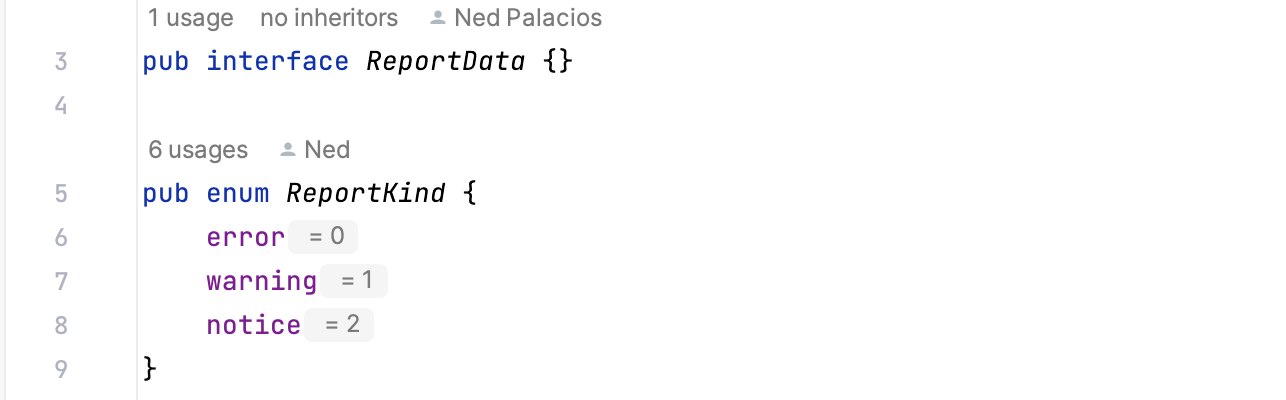 1 usage no inheritors Ned Palacios
3 pub interface ReportData {}
4
6 usages Ned
5 pub enum ReportKind {
6 error = 0
7 warning = 1
8 notice = 2
9 }